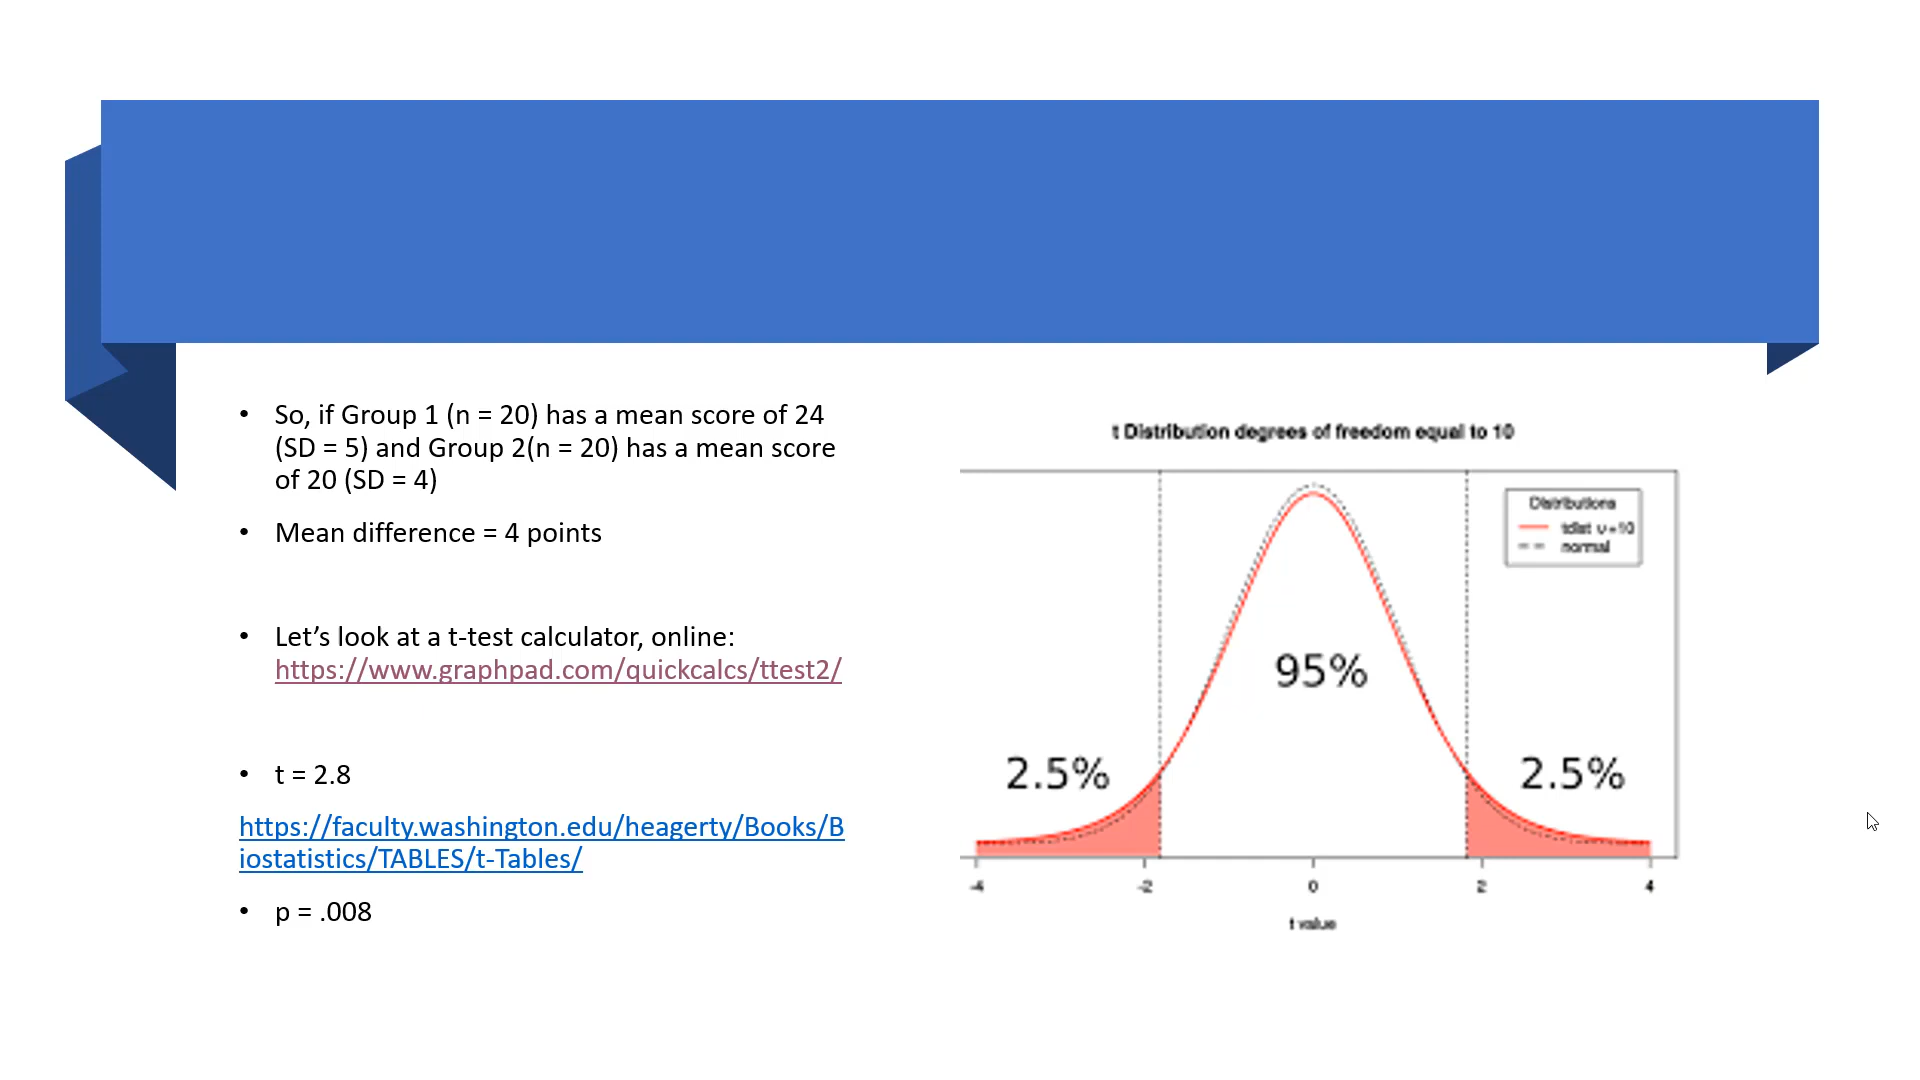 • So, if Group 1 (n = 20) has a mean score of 24
(SD = 5) and Group 2(n = 20) has a mean score
of 20 (SD = 4)
• Mean difference = 4 points
• Let’s look at a t-test calculator, online:
https://www.graphpad.com/quickcalcs/ttest2/
• t = 2.8
https://faculty.washington.edu/heagerty/Books/B
iostatistics/TABLES/t-Tables/
• p = .008
t Distribution degrees of freedom equal to 10
Distributions
tdist υ=10
normal
95%
2.5%
2.5%
-4
-2
0
2
4
t value